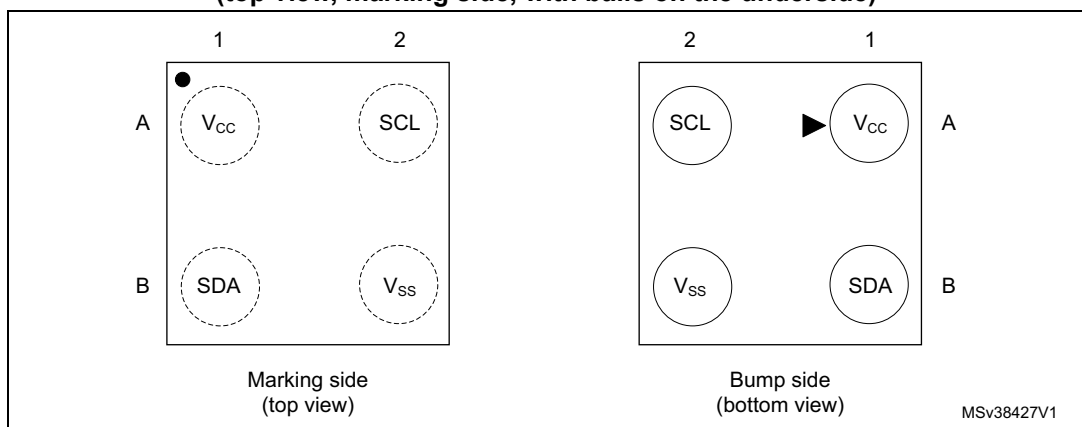 (top view, marking side, with balls on the underside)
1 2 2 1
A VCC SCL SCL VCC A
B SDA VSS VSS SDA B
Marking side Bump side
(top view) (bottom view)
MSv38427V1